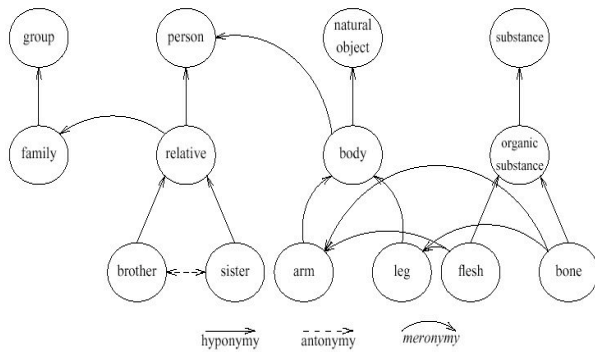 group
person
natural
object
substance
family
relative
body
organic
substance
brother
sister
arm
leg
flesh
bone
hyponymy
antonymy
meronymy